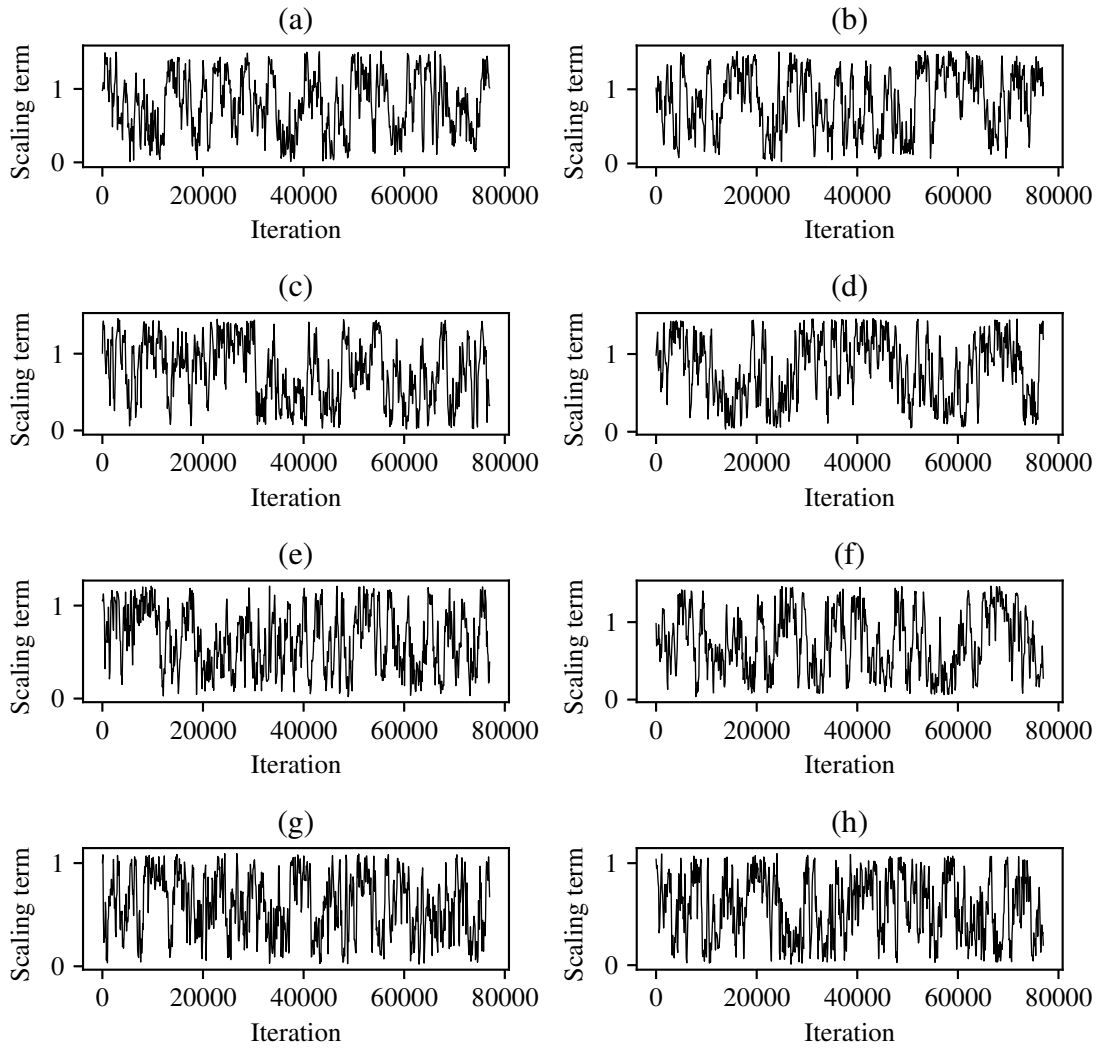 (a)
Scaling term
1
0
0 20000 40000 60000 80000
Iteration
(b)
Scaling term
1
0
0 20000 40000 60000 80000
Iteration
(c)
Scaling term
1
0
0 20000 40000 60000 80000
Iteration
(d)
Scaling term
1
0
0 20000 40000 60000 80000
Iteration
(e)
Scaling term
1
0
0 20000 40000 60000 80000
Iteration
(f)
Scaling term
1
0
0 20000 40000 60000 80000
Iteration
(g)
Scaling term
1
0
0 20000 40000 60000 80000
Iteration
(h)
Scaling term
1
0
0 20000 40000 60000 80000
Iteration